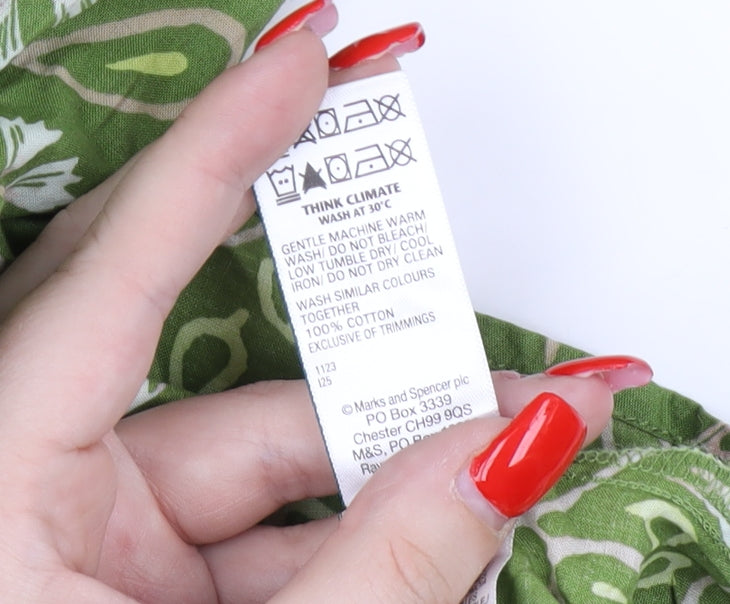 THINK CLIMATE
WASH AT 30°C
GENTLE MACHINE WARM
WASH/ DO NOT BLEACH/
LOW TUMBLE DRY/ COOL
IRON/ DO NOT DRY CLEAN
WASH SIMILAR COLOURS
TOGETHER
100% COTTON
EXCLUSIVE OF TRIMMINGS
1123
I25
© Marks and Spencer plc
PO Box 3339
Chester CH99 9QS
M&S, PO